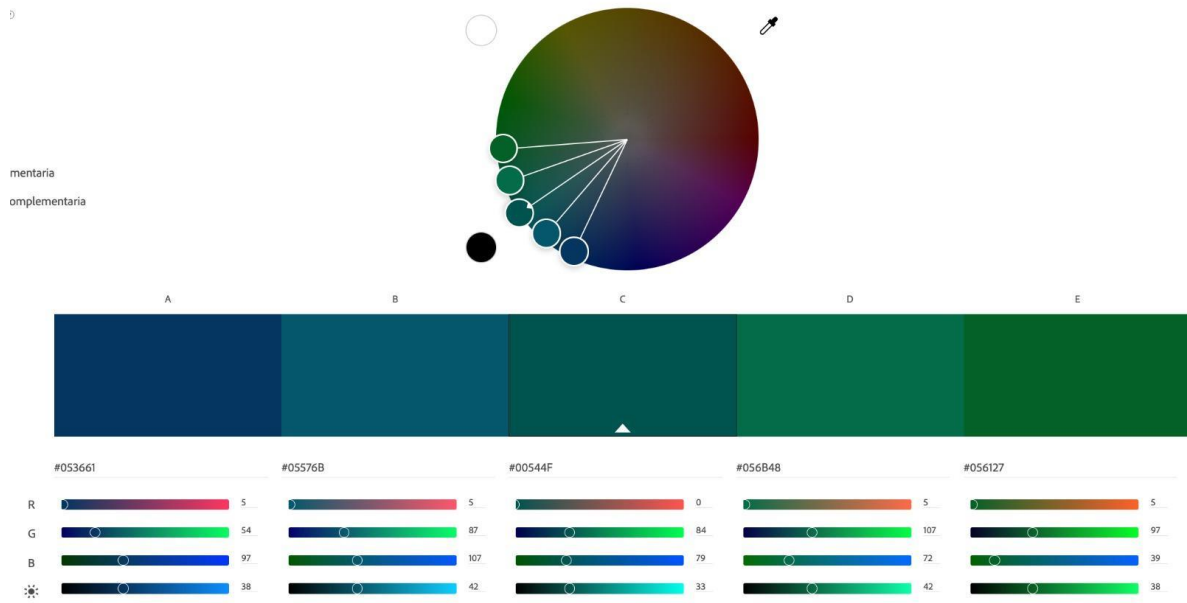 mentaria
omplementaria
A B C D E
#053661 #05576B #00544F #056B48 #056127
R 5 5 0 5 5
G 54 87 84 107 97
B 97 107 79 72 39
38 42 33 42 38